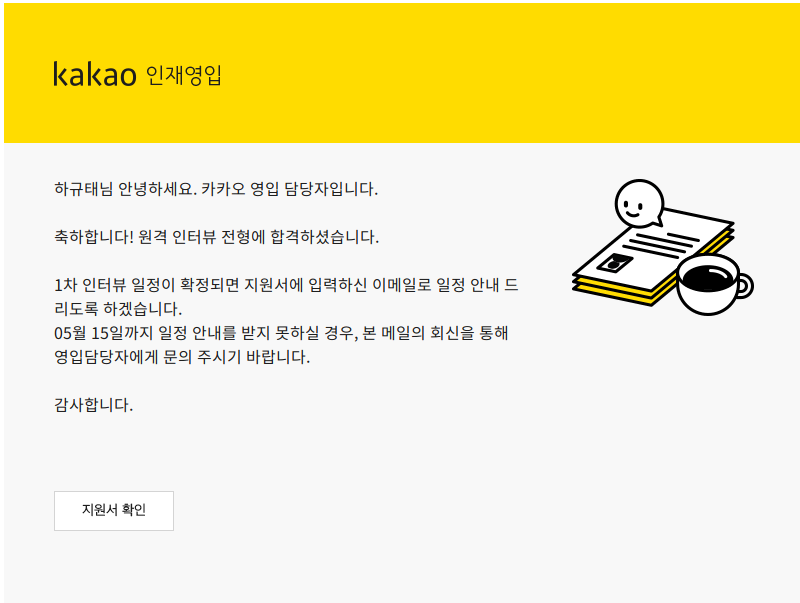 kakao 인재영입
하규태님 안녕하세요. 카카오 영입 담당자입니다.
축하합니다! 원격 인터뷰 전형에 합격하셨습니다.
1차 인터뷰 일정이 확정되면 지원서에 입력하신 이메일로 일정 안내 드
리도록 하겠습니다.
05월 15일까지 일정 안내를 받지 못하실 경우, 본 메일의 회신을 통해
영입담당자에게 문의 주시기 바랍니다.
감사합니다.
지원서 확인